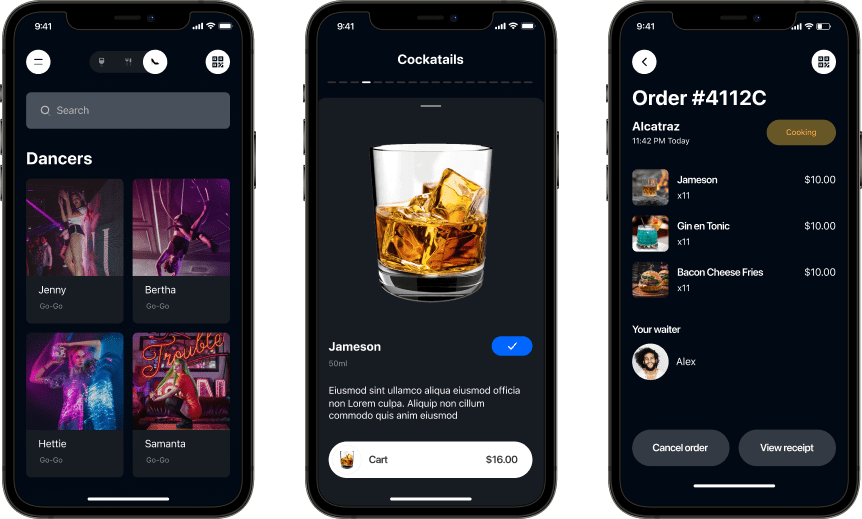 9:41
Search
Dancers
Jenny
Go-Go
Bertha
Go-Go
Trouble
Hettie
Go-Go
Samanta
Go-Go
9:41
Cockatails
Jameson
50ml
Eiusmod sint ullamco aliqua eiusmod officia
non Lorem culpa. Aliquip non cillum
commodo quis anim eiusmod
Cart $16.00
9:41
Order #4112C
Alcatraz
11:42 PM Today
Cooking
Jameson $10.00
x11
Gin en Tonic $10.00
x11
Bacon Cheese Fries $10.00
x11
Your waiter
Alex
Cancel order View receipt